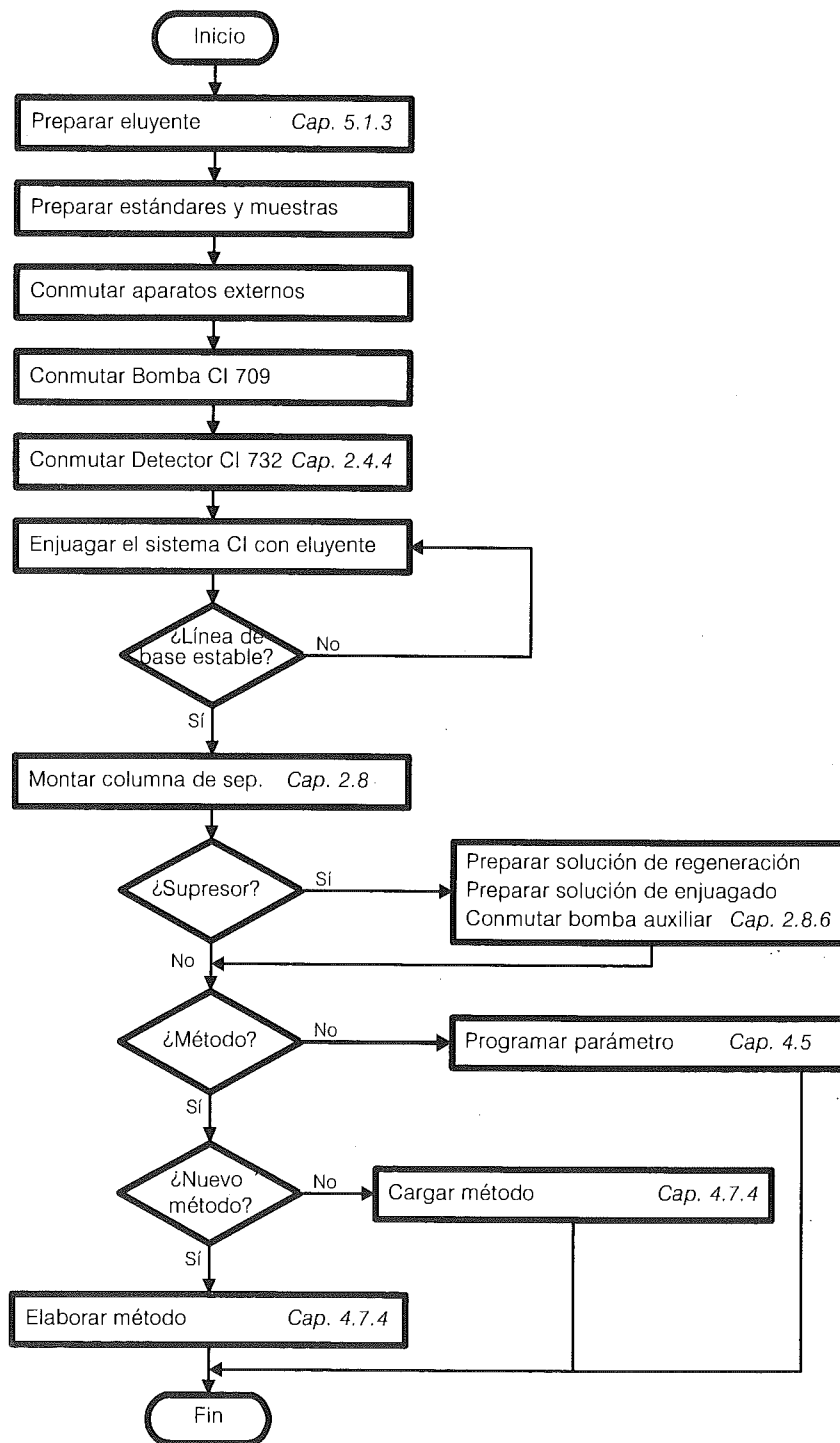 Inicio
Preparar eluyente Cap. 5.1.3
Preparar estándares y muestras
Conmutar aparatos externos
Conmutar Bomba CI 709
Conmutar Detector CI 732 Cap. 2.4.4
Enjuagar el sistema CI con eluyente
¿Línea de
base estable?
No
Sí
Montar columna de sep. Cap. 2.8
¿Supresor?
Sí
Preparar solución de regeneración
Preparar solución de enjuagado
Conmutar bomba auxiliar Cap. 2.8.6
No
¿Método?
No
Programar parámetro Cap. 4.5
Sí
¿Nuevo
método?
No
Cargar método Cap. 4.7.4
Sí
Elaborar método Cap. 4.7.4
Fin